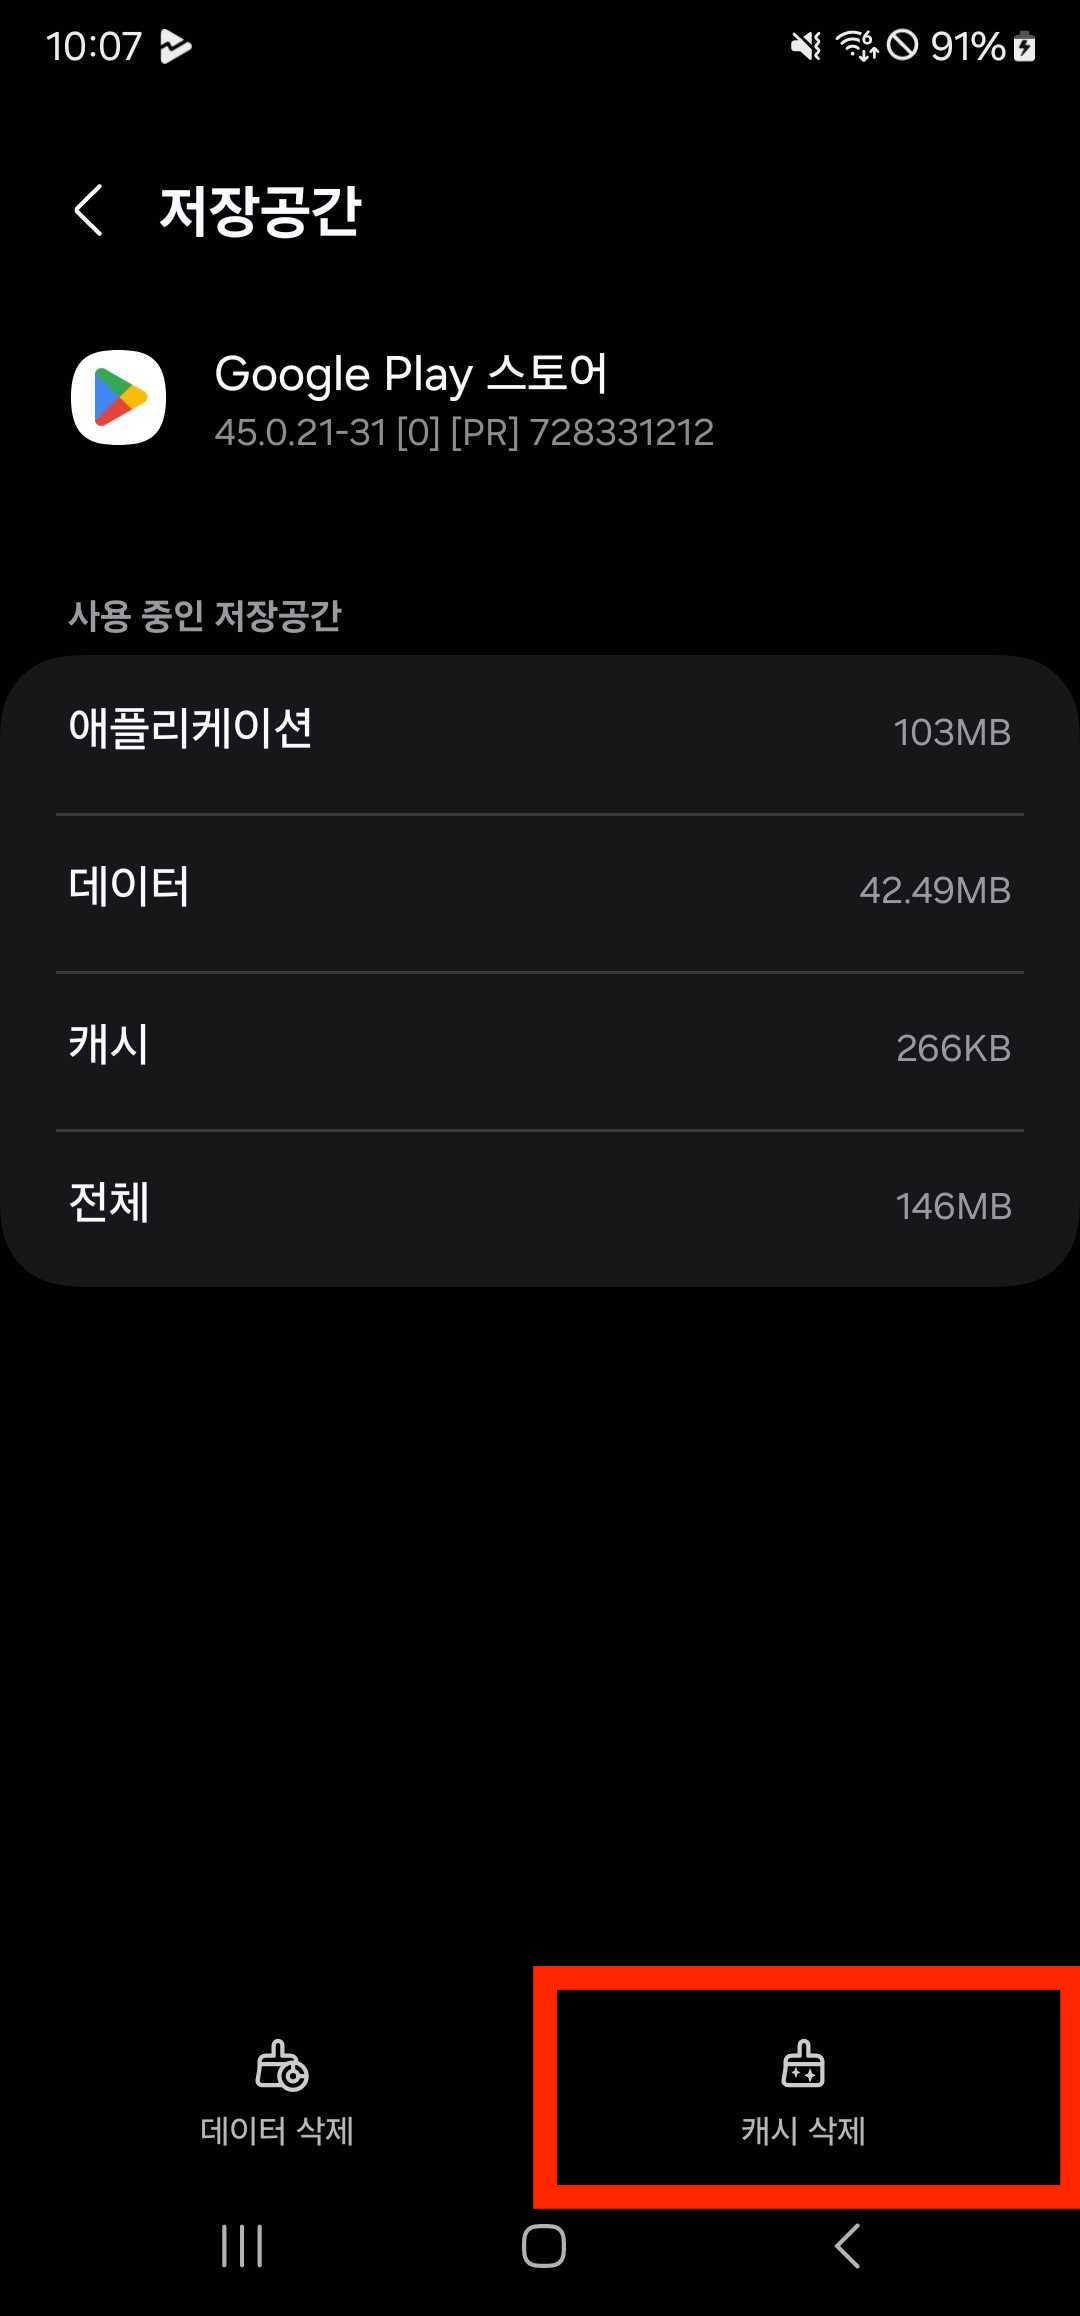 10:07
91%
저장공간
Google Play 스토어
45.0.21-31 [0] [PR] 728331212
사용 중인 저장공간
애플리케이션 103MB
데이터 42.49MB
캐시 266KB
전체 146MB
데이터 삭제 캐시 삭제